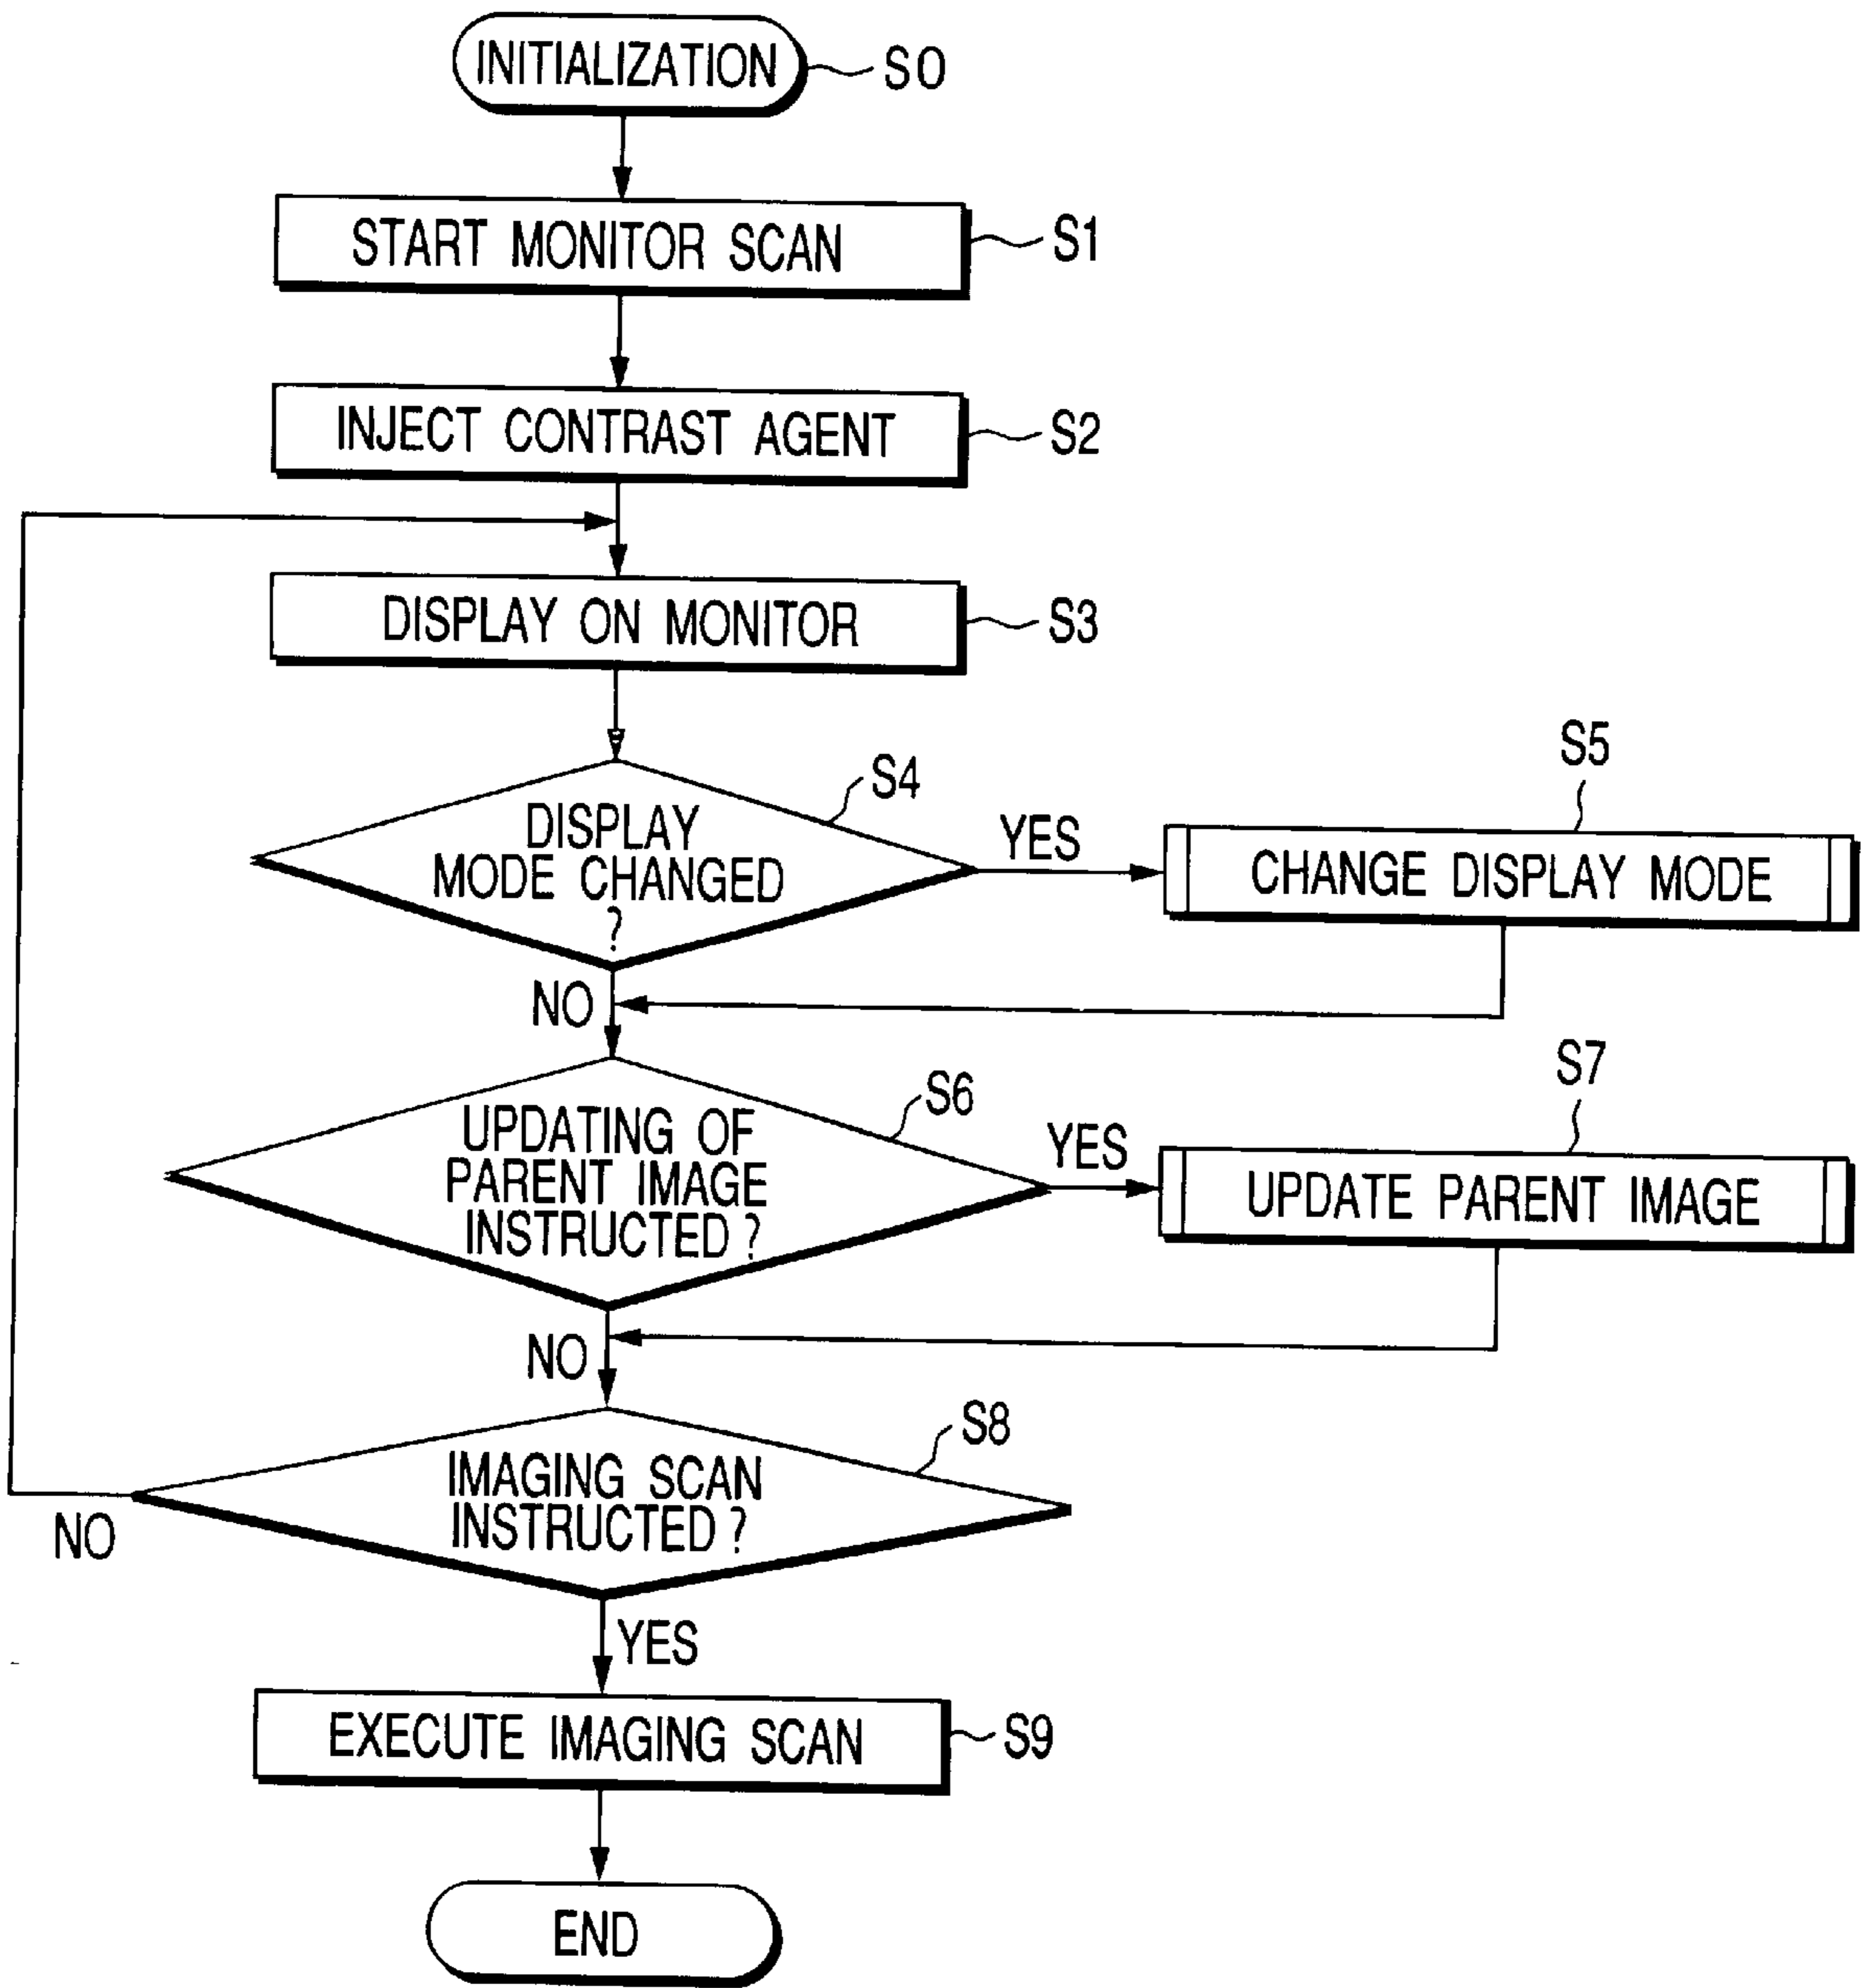 INITIALIZATION
S0
START MONITOR SCAN
S1
INJECT CONTRAST AGENT
S2
DISPLAY ON MONITOR
S3
S4
DISPLAY
MODE CHANGED
?
YES
S5
CHANGE DISPLAY MODE
NO
S6
UPDATING OF
PARENT IMAGE
INSTRUCTED ?
YES
S7
UPDATE PARENT IMAGE
NO
S8
IMAGING SCAN
INSTRUCTED ?
NO
YES
EXECUTE IMAGING SCAN
S9
END